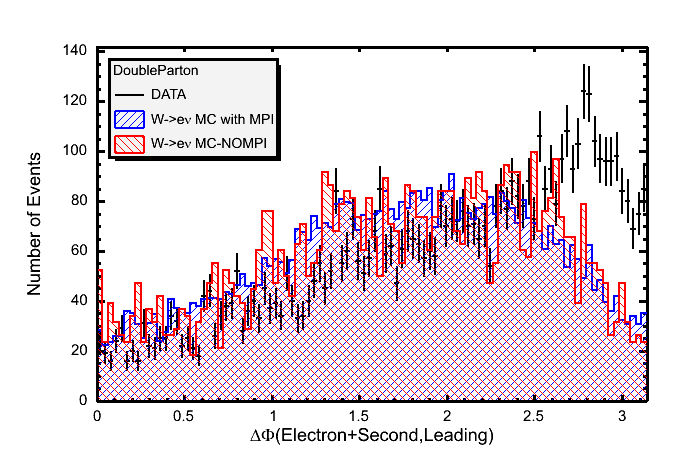 140
120
100
80
60
40
20
0
Number of Events
DoubleParton
DATA
W->eν MC with MPI
W->eν MC-NOMPI
0 0.5 1 1.5 2 2.5 3
ΔΦ(Electron+Second,Leading)